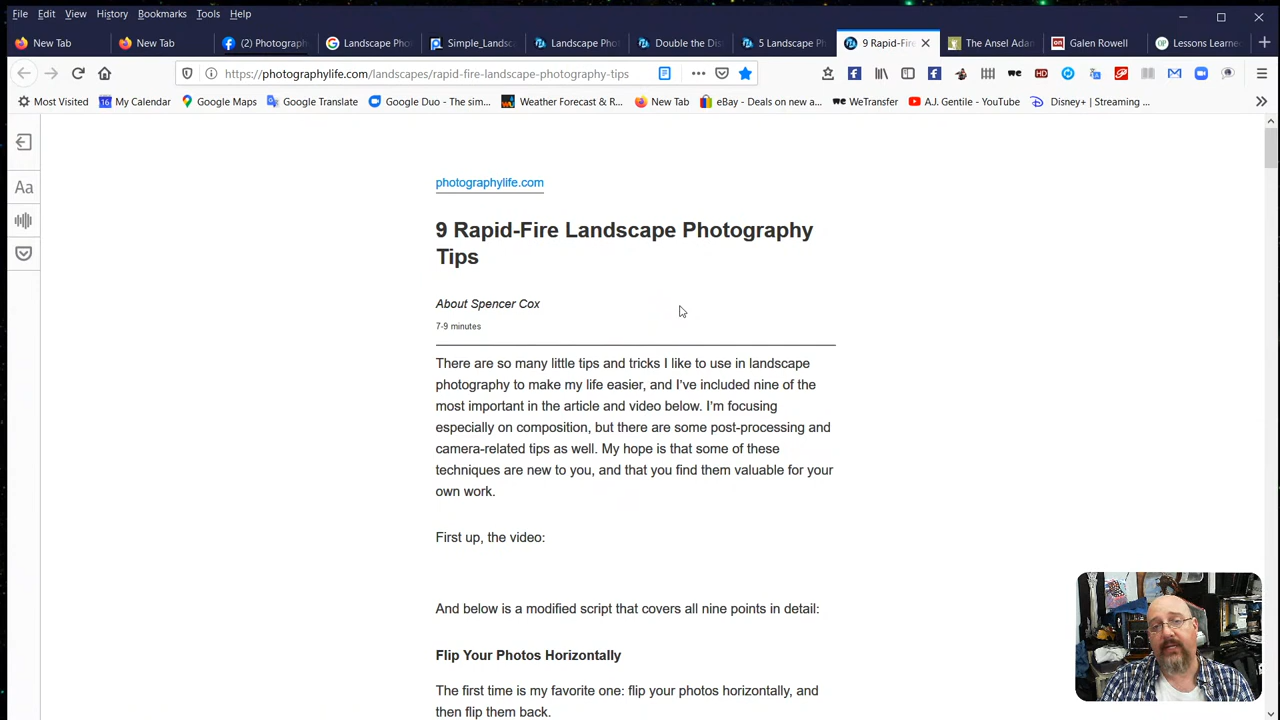 File Edit View History Bookmarks Tools Help
New Tab New Tab (2) Photograph Landscape Pho Simple_Landsc Landscape Pho Double the Dis 5 Landscape Ph 9 Rapid-Fire The Ansel Adan Galen Rowell Lessons Learne
https://photographylife.com/landscapes/rapid-fire-landscape-photography-tips
Most Visited My Calendar Google Maps Google Translate Google Duo - The sim... Weather Forecast & R... New Tab eBay - Deals on new a... WeTransfer A.J. Gentile - YouTube Disney+ | Streaming ...
Aa
photographylife.com
9 Rapid-Fire Landscape Photography
Tips
About Spencer Cox
7-9 minutes
There are so many little tips and tricks I like to use in landscape
photography to make my life easier, and I've included nine of the
most important in the article and video below. I'm focusing
especially on composition, but there are some post-processing and
camera-related tips as well. My hope is that some of these
techniques are new to you, and that you find them valuable for your
own work.
First up, the video:
And below is a modified script that covers all nine points in detail:
Flip Your Photos Horizontally
The first time is my favorite one: flip your photos horizontally, and
then flip them back.